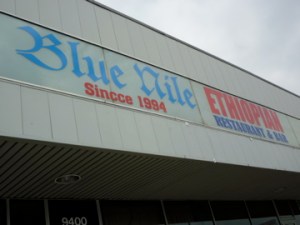 Blue Nile
Sincce 1994
ETHIOPIAN
RESTAURANT & BAR
9400